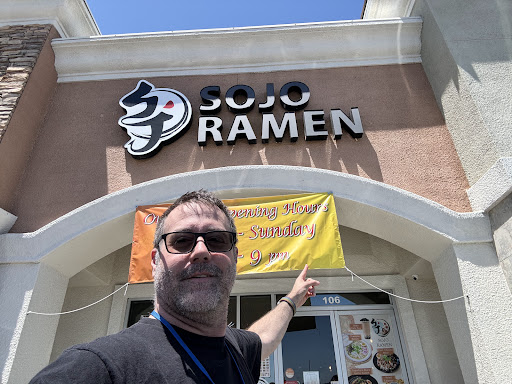 SOJO
RAMEN
Opening Hours
- Sunday
- 9 pm
106